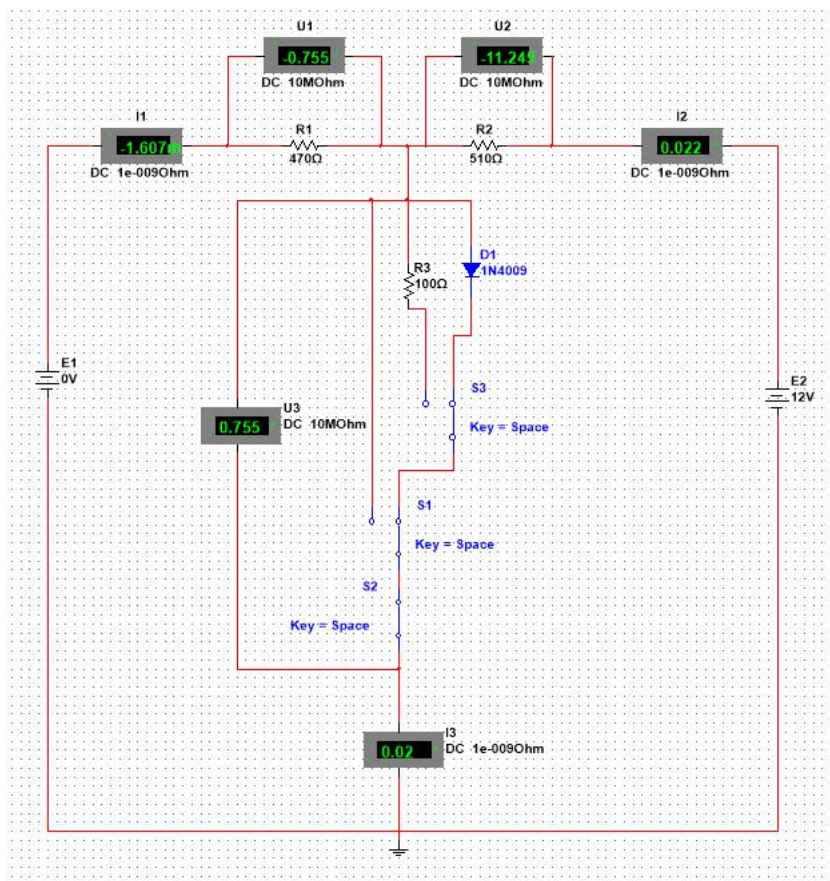 U1
-0.755
DC 10MOhm
U2
-11.245
DC 10MOhm
I1
-1.607m
DC 1e-009Ohm
R1
470Ω
R2
510Ω
I2
0.022
DC 1e-009Ohm
R3
100Ω
D1
1N4009
E1
0V
U3
0.755
DC 10MOhm
S3
Key = Space
E2
12V
S1
Key = Space
S2
Key = Space
I3
0.02
DC 1e-009Ohm